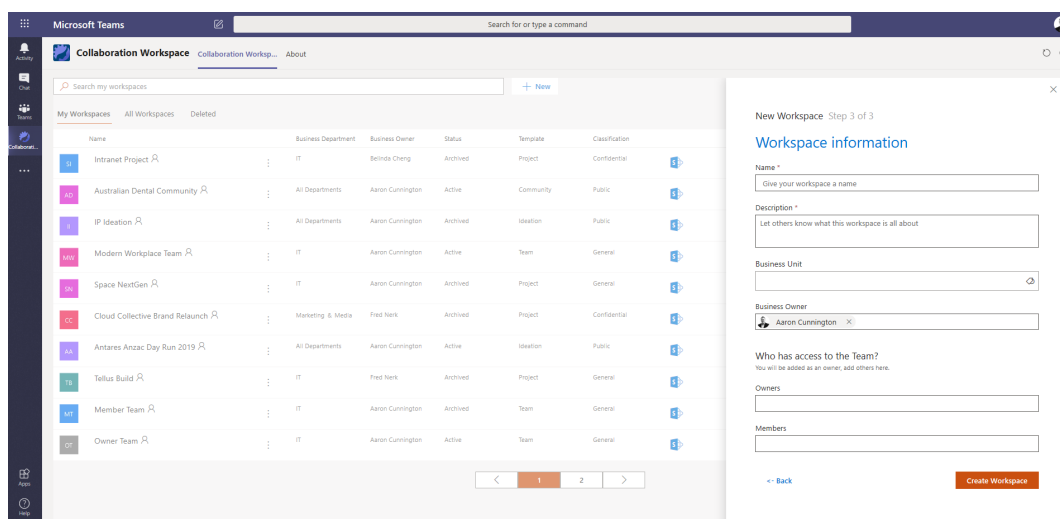 Microsoft Teams
Search for or type a command
Activity
Chat
Teams
Collaborati...
Apps
Help
Collaboration Workspace
Collaboration Worksp...
About
Search my workspaces
+ New
My Workspaces All Workspaces Deleted
Name Business Department Business Owner Status Template Classification
SI Intranet Project IT Belinda Cheng Archived Project Confidential
AD Australian Dental Community All Departments Aaron Cunnington Active Community Public
II IP Ideation All Departments Aaron Cunnington Archived Ideation Public
MW Modern Workplace Team IT Aaron Cunnington Active Team General
SN Space NextGen IT Aaron Cunnington Archived Project General
CC Cloud Collective Brand Relaunch Marketing & Media Fred Nerk Archived Project Confidential
AA Antares Anzac Day Run 2019 All Departments Aaron Cunnington Active Ideation Public
TB Tellus Build IT Fred Nerk Archived Project General
MT Member Team IT Aaron Cunnington Archived Team General
OT Owner Team IT Aaron Cunnington Active Team General
< 1 2 >
New Workspace Step 3 of 3
Workspace information
Name *
Give your workspace a name
Description *
Let others know what this workspace is all about
Business Unit
Business Owner
Aaron Cunnington
Who has access to the Team?
You will be added as an owner, add others here.
Owners
Members
<- Back
Create Workspace